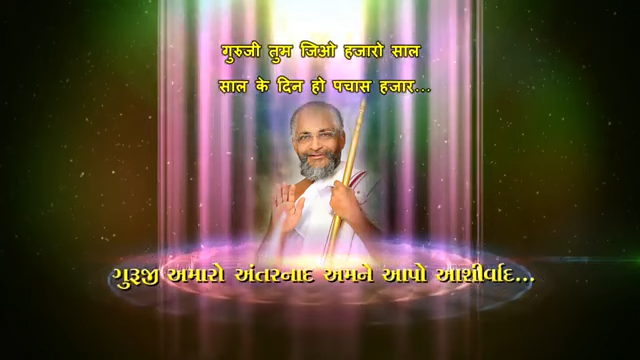 गुरुजी तुम जिओ हजारो साल
साल के दिन हो पचास हजार...
ગુરૂજી અમારો અંતરનાદ અમને આપો આશીર્વાદ...